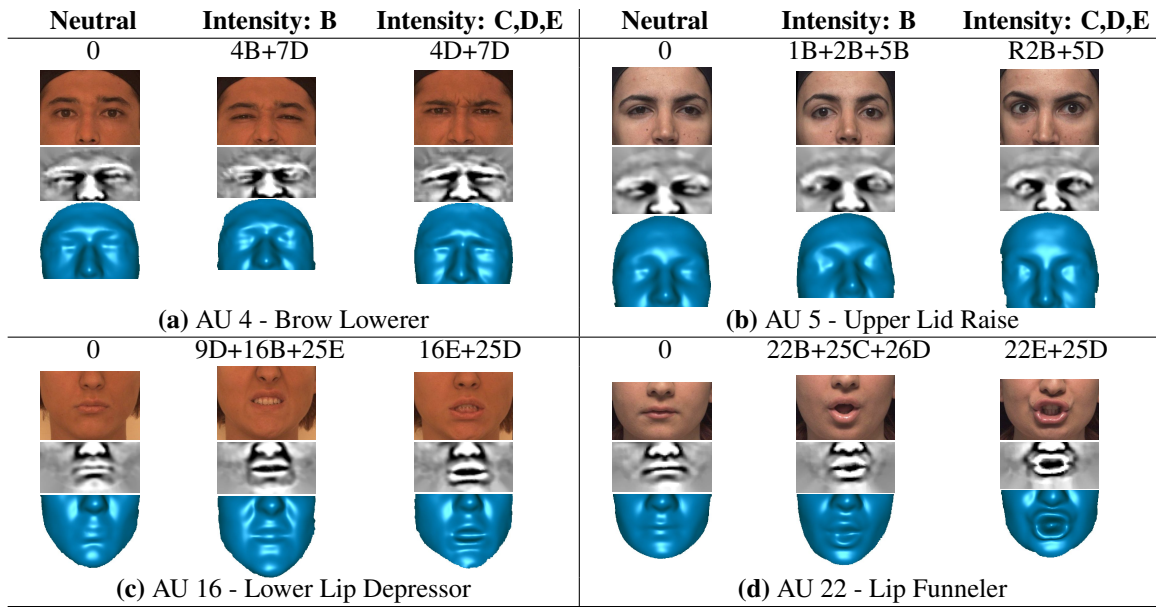 Neutral Intensity: B Intensity: C,D,E Neutral Intensity: B Intensity: C,D,E
0 4B+7D 4D+7D 0 1B+2B+5B R2B+5D
(a) AU 4 - Brow Lowerer (b) AU 5 - Upper Lid Raise
0 9D+16B+25E 16E+25D 0 22B+25C+26D 22E+25D
(c) AU 16 - Lower Lip Depressor (d) AU 22 - Lip Funneler